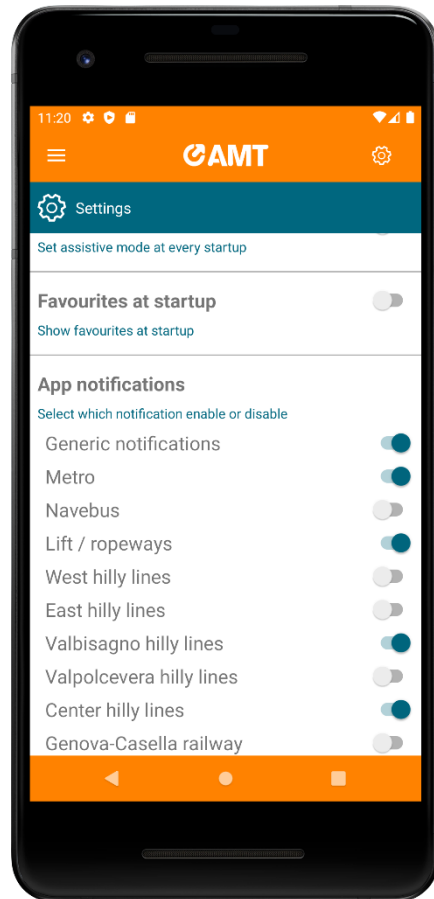 11:20
AMT
Settings
Set assistive mode at every startup
Favourites at startup
Show favourites at startup
App notifications
Select which notification enable or disable
Generic notifications
Metro
Navebus
Lift / ropeways
West hilly lines
East hilly lines
Valbisagno hilly lines
Valpolcevera hilly lines
Center hilly lines
Genova-Casella railway